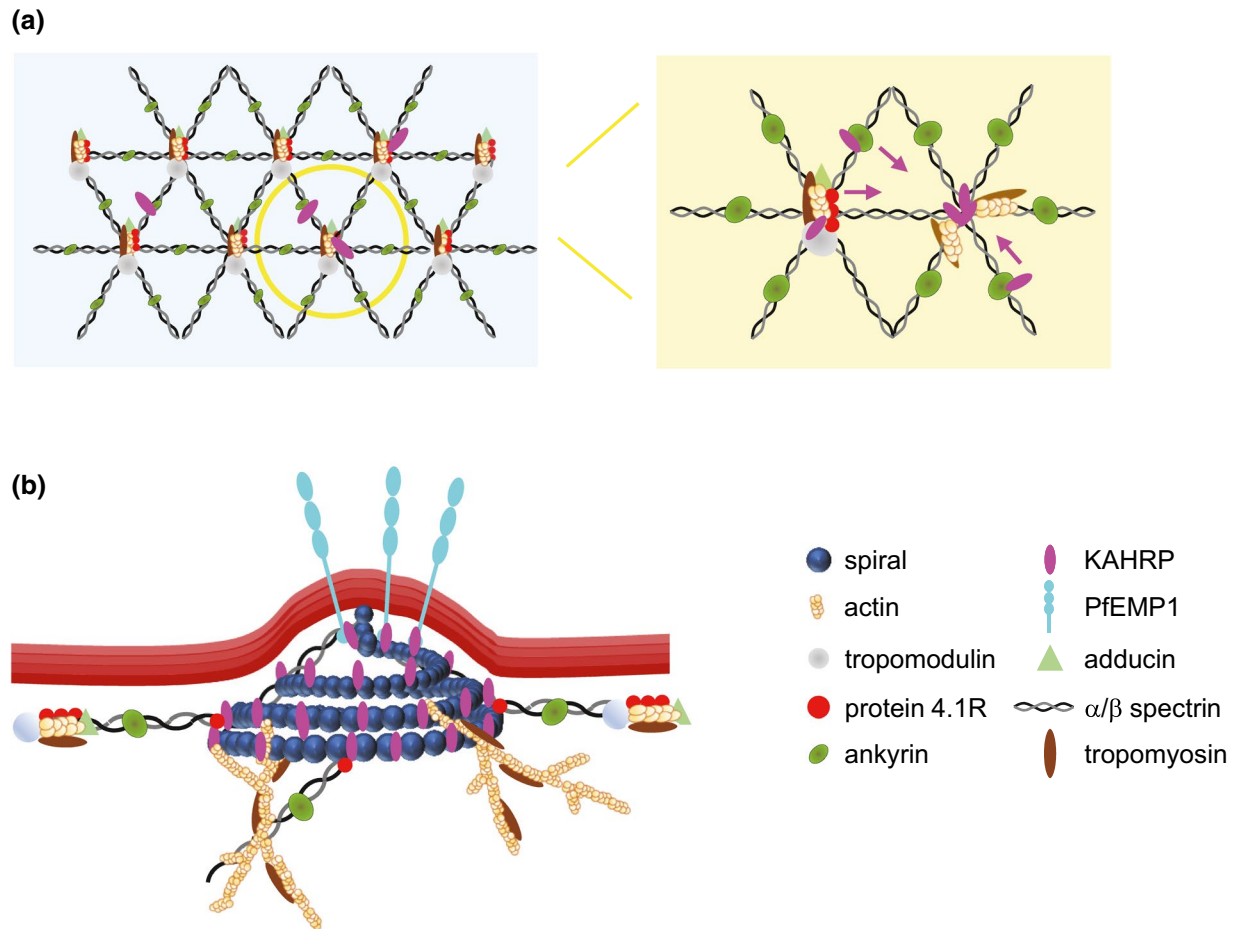 (a)
(b)
spiral
actin
tropomodulin
protein 4.1R
ankyrin
KAHRP
PfEMP1
adducin
α/β spectrin
tropomyosin